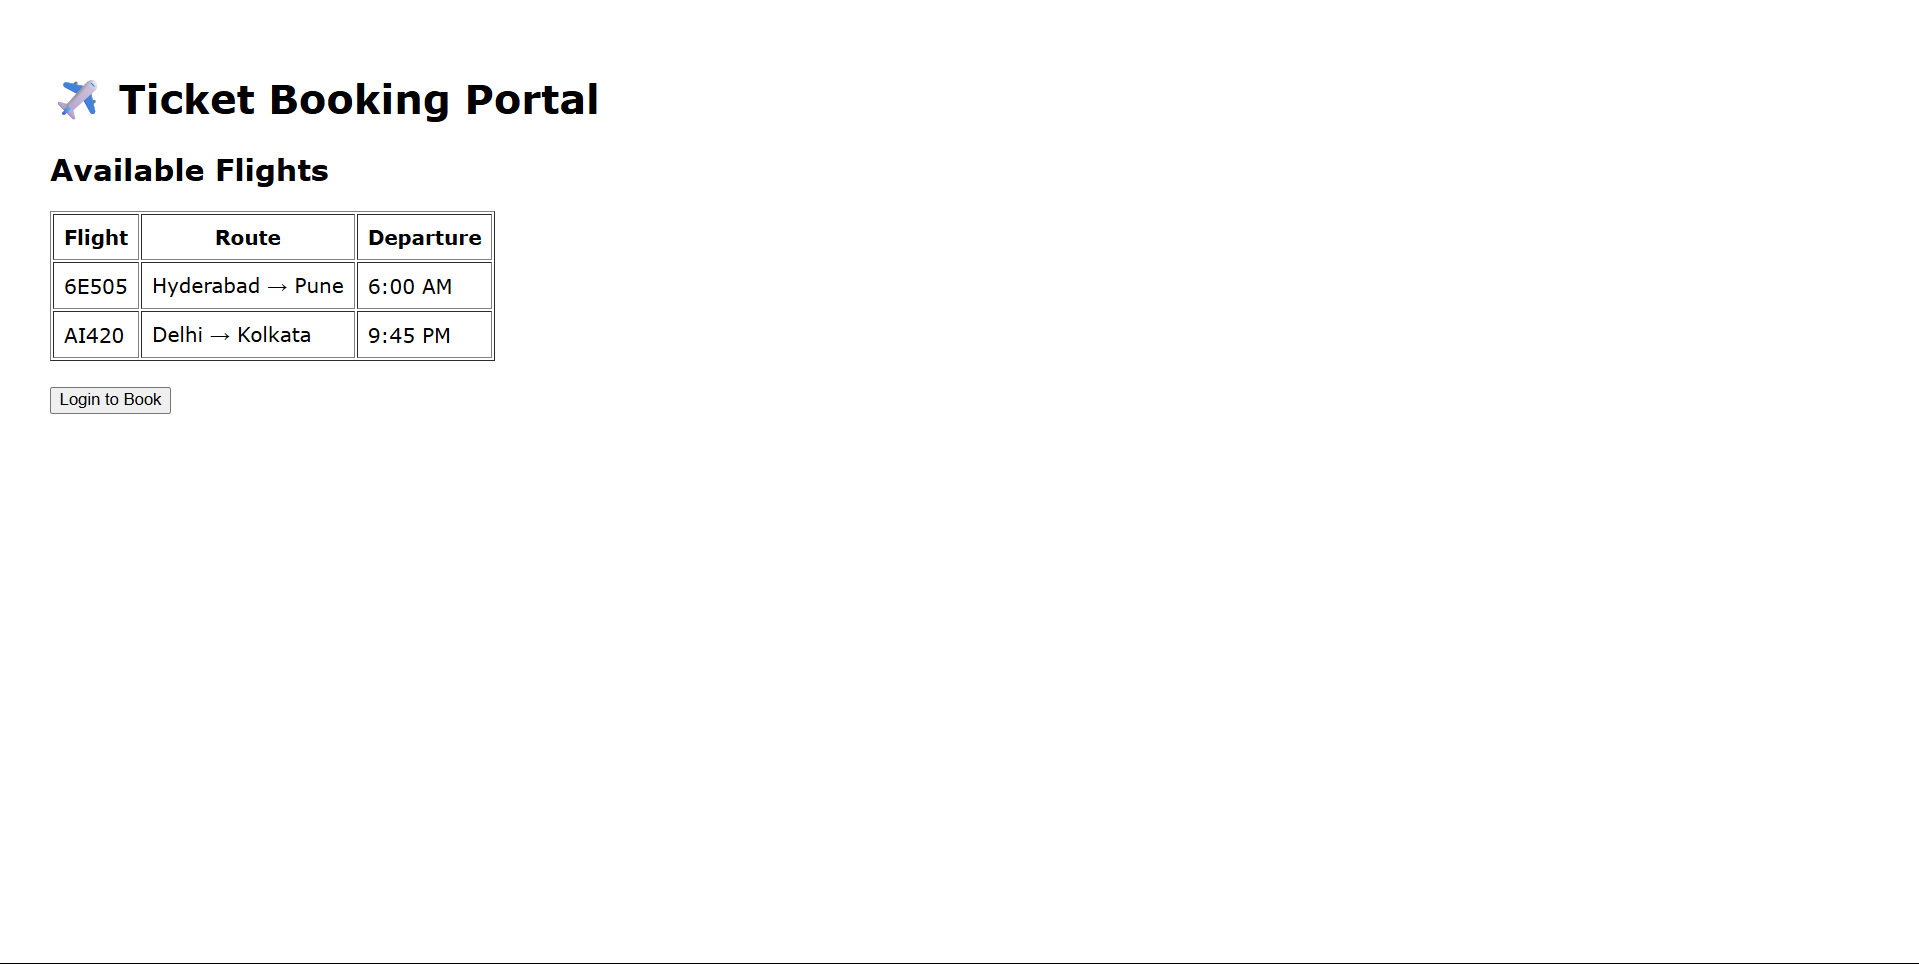 Ticket Booking Portal
Available Flights
Flight Route Departure
6E505 Hyderabad → Pune 6:00 AM
AI420 Delhi → Kolkata 9:45 PM
Login to Book